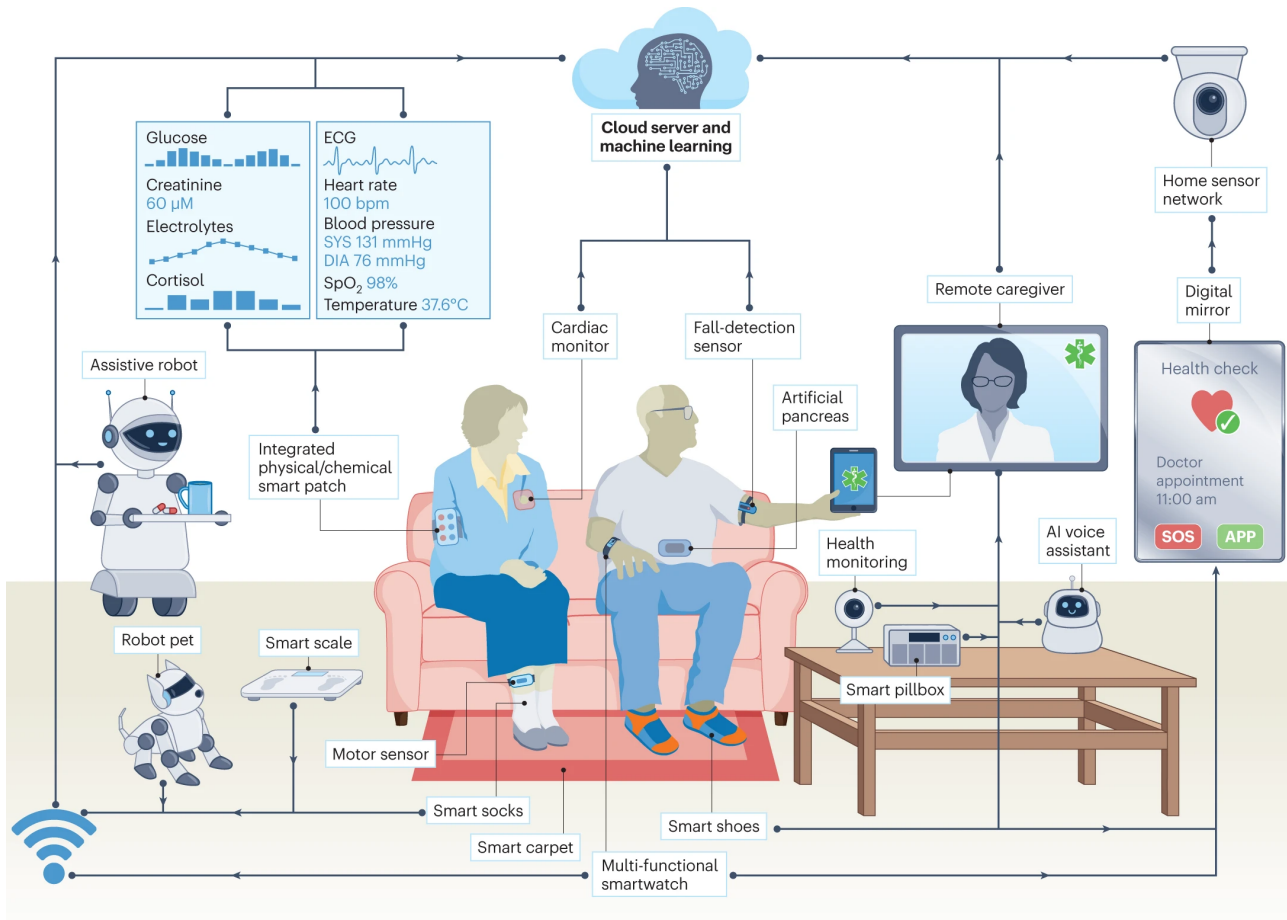 Cloud server and
machine learning
Glucose
Creatinine
60 µM
Electrolytes
Cortisol
ECG
Heart rate
100 bpm
Blood pressure
SYS 131 mmHg
DIA 76 mmHg
SpO₂ 98%
Temperature 37.6°C
Home sensor
network
Remote caregiver
Digital
mirror
Cardiac
monitor
Fall-detection
sensor
Assistive robot
Health check
Artificial
pancreas
Integrated
physical/chemical
smart patch
Doctor
appointment
11:00 am
SOS
APP
Health
monitoring
AI voice
assistant
Robot pet
Smart scale
Smart pillbox
Motor sensor
Smart socks
Smart shoes
Smart carpet
Multi-functional
smartwatch